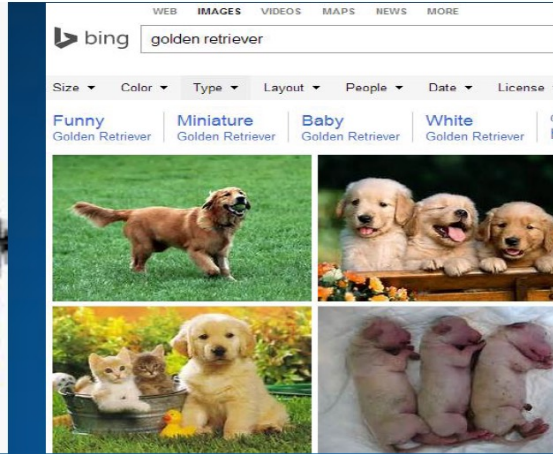 WEB IMAGES VIDEOS MAPS NEWS MORE
bing golden retriever
Size Color Type Layout People Date License
Funny Miniature Baby White
Golden Retriever Golden Retriever Golden Retriever Golden Retriever